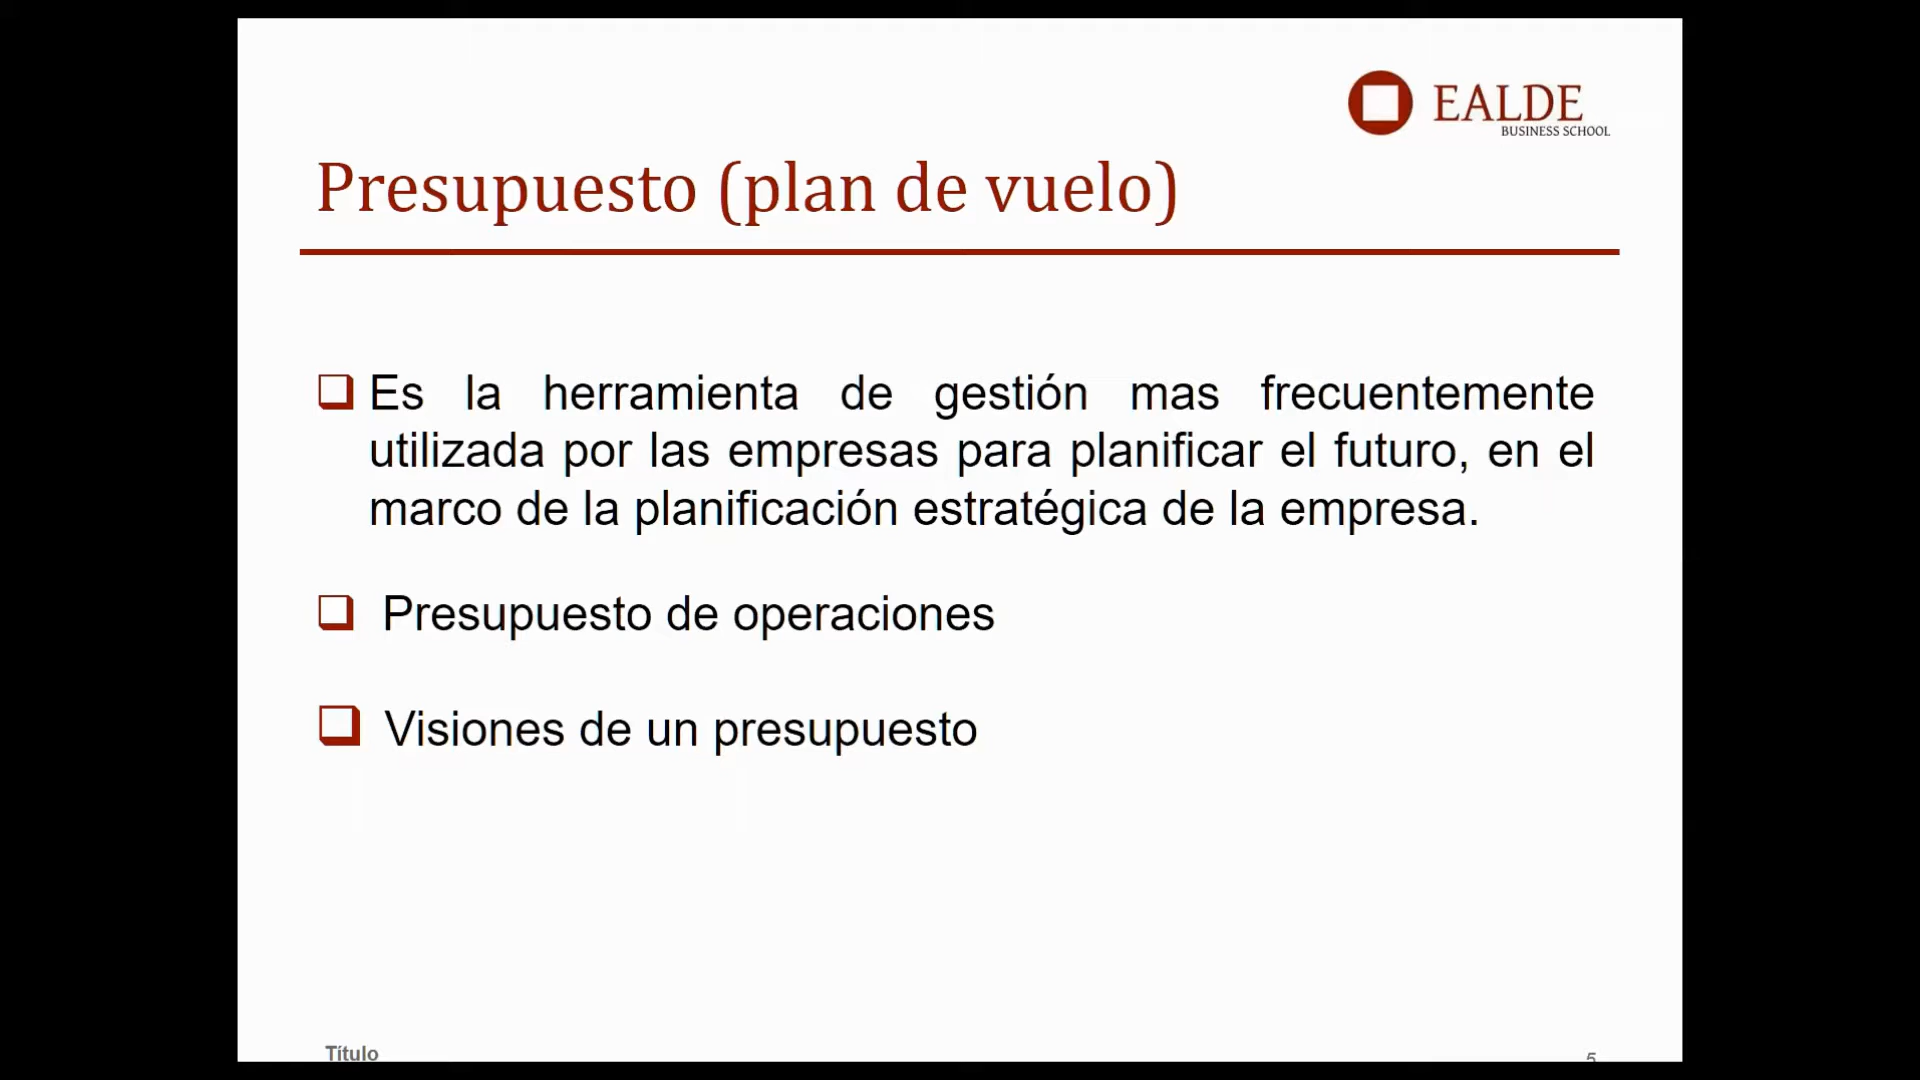 EALDE
BUSINESS SCHOOL
Presupuesto (plan de vuelo)
Es la herramienta de gestión mas frecuentemente
utilizada por las empresas para planificar el futuro, en el
marco de la planificación estratégica de la empresa.
Presupuesto de operaciones
Visiones de un presupuesto
Título
5